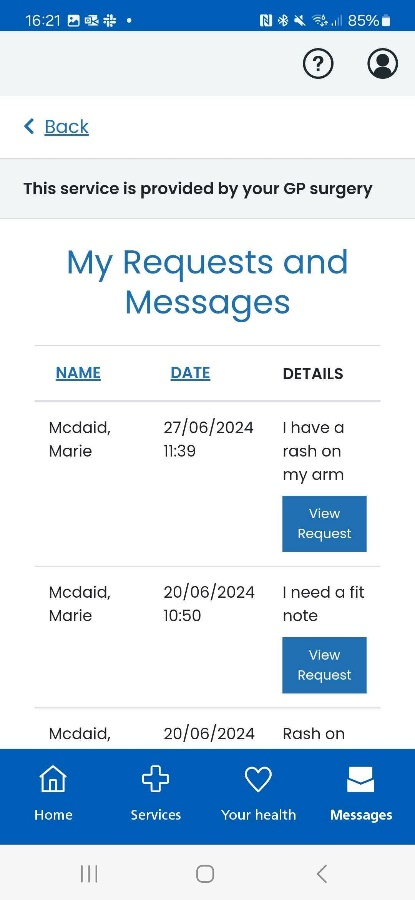 16:21 85%
Back
This service is provided by your GP surgery
My Requests and
Messages
NAME DATE DETAILS
Mcdaid, 27/06/2024 I have a
Marie 11:39 rash on
my arm
View
Request
Mcdaid, 20/06/2024 I need a fit
Marie 10:50 note
View
Request
Mcdaid, 20/06/2024 Rash on
Home Services Your health Messages